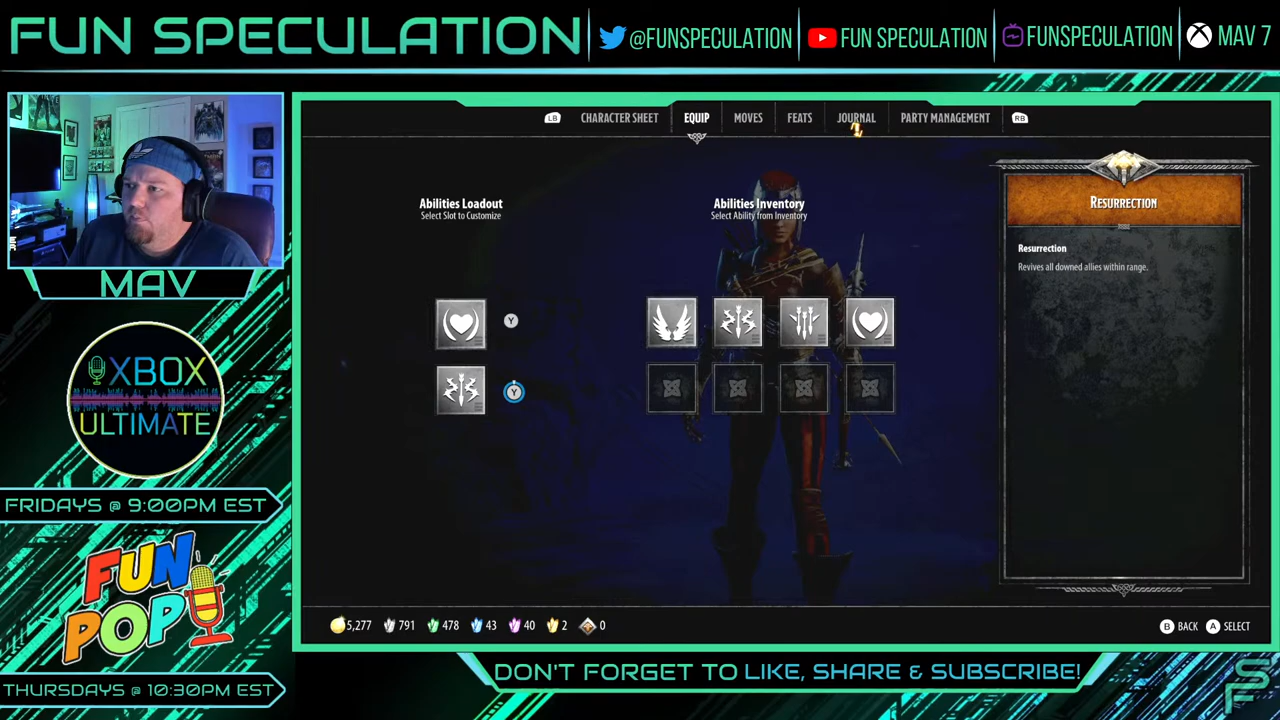 FUN SPECULATION
@FUNSPECULATION
FUN SPECULATION
FUNSPECULATION
MAV 7
LB
CHARACTER SHEET
EQUIP
MOVES
FEATS
JOURNAL
PARTY MANAGEMENT
RB
Abilities Loadout
Select Slot to Customize
Abilities Inventory
Select Ability from Inventory
RESURRECTION
Resurrection
Revives all downed allies within range.
Y
Y
MAV
XBOX
ULTIMATE
FRIDAYS @ 9:00PM EST
FUN
POP
THURSDAYS @ 10:30PM EST
5,277
791
478
43
40
2
0
B BACK
A SELECT
DON'T FORGET TO LIKE, SHARE & SUBSCRIBE!